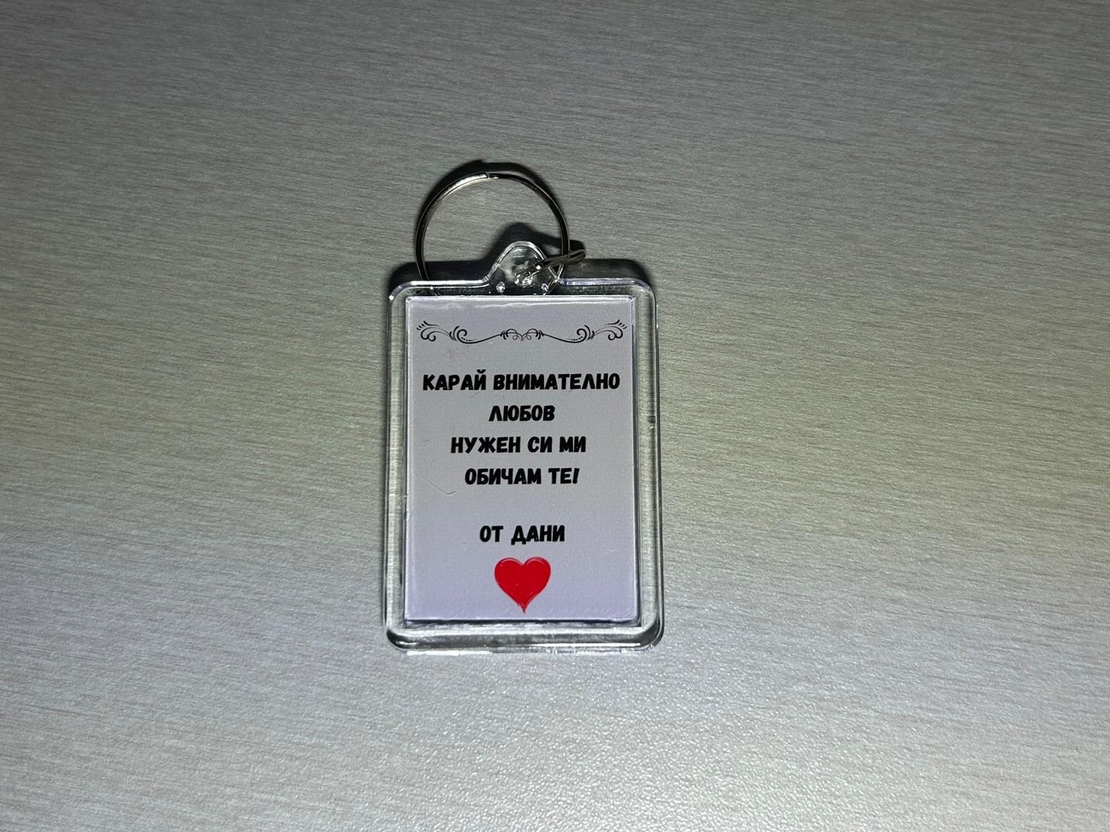 КАРАЙ ВНИМАТЕЛНО
ЛЮБОВ
НУЖЕН СИ МИ
ОБИЧАМ ТЕ!
ОТ ДАНИ